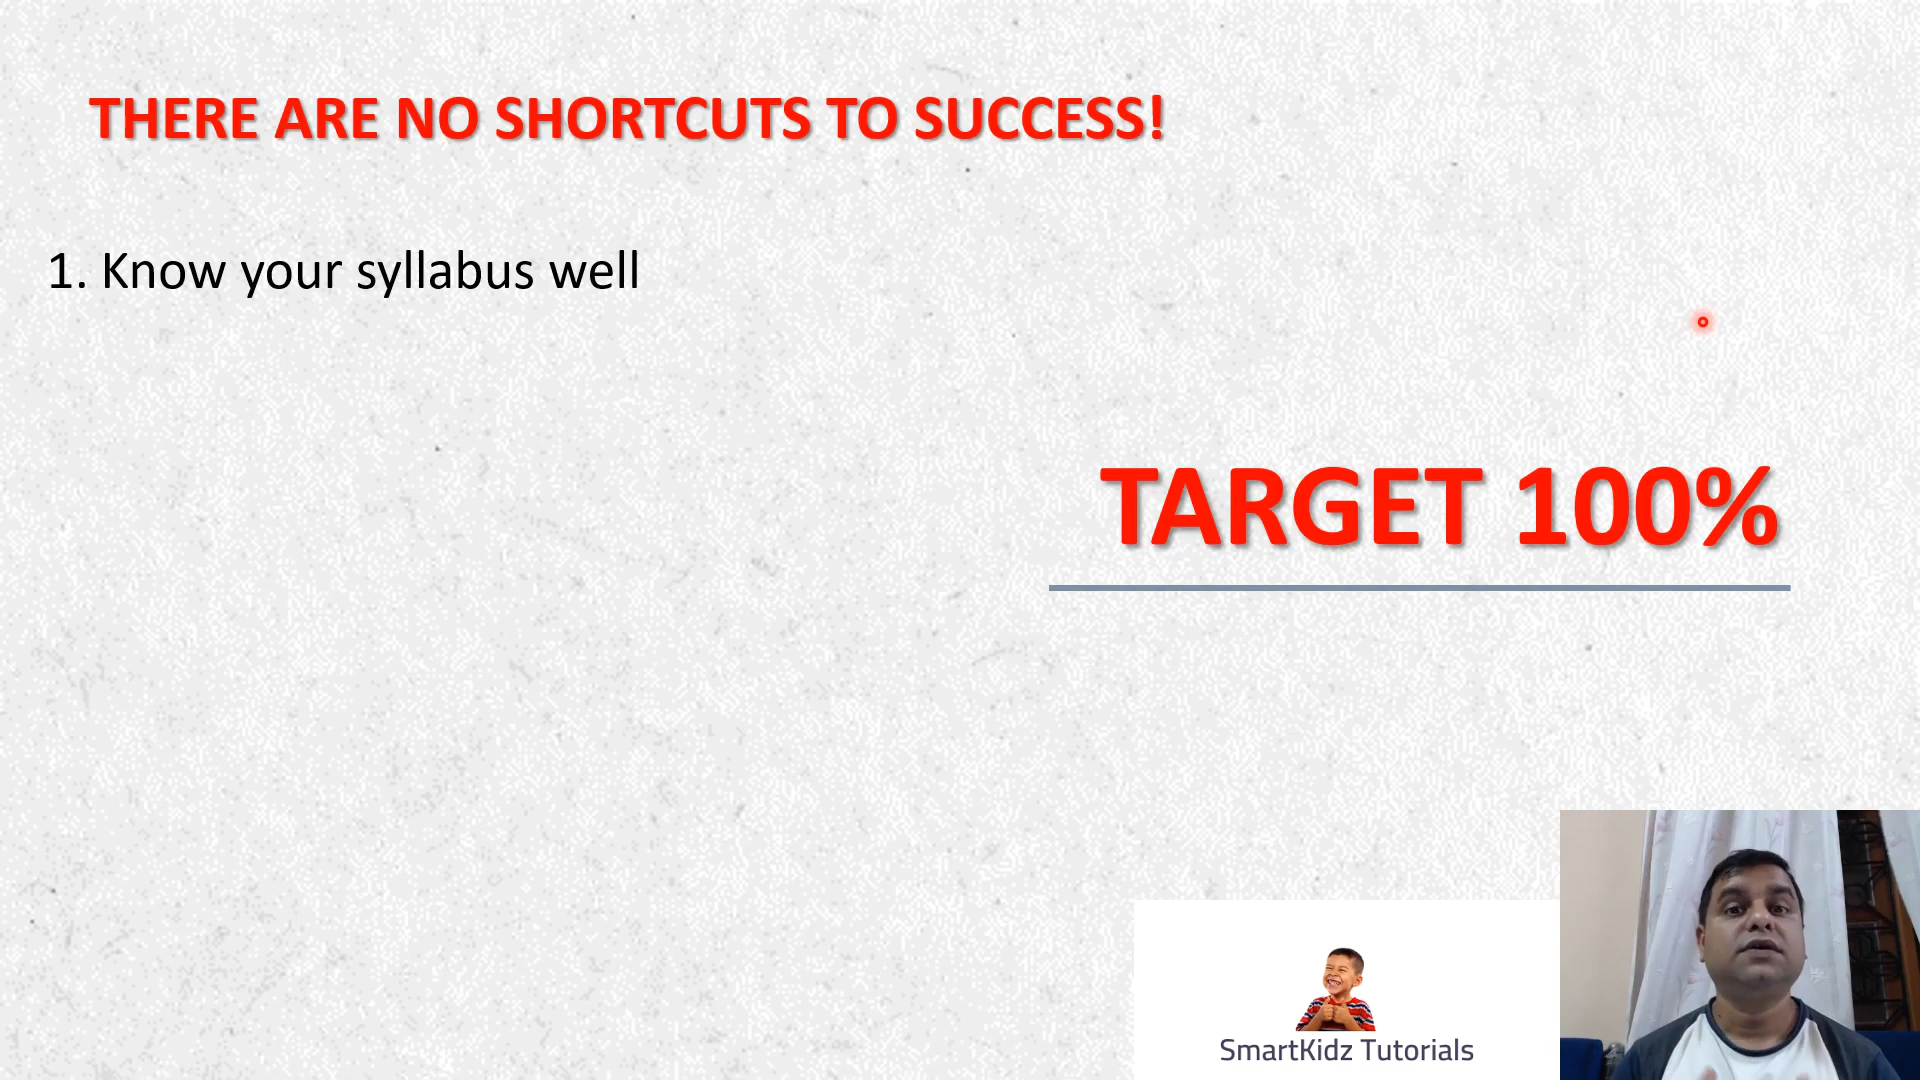 THERE ARE NO SHORTCUTS TO SUCCESS!
1. Know your syllabus well
TARGET 100%
SmartKidz Tutorials